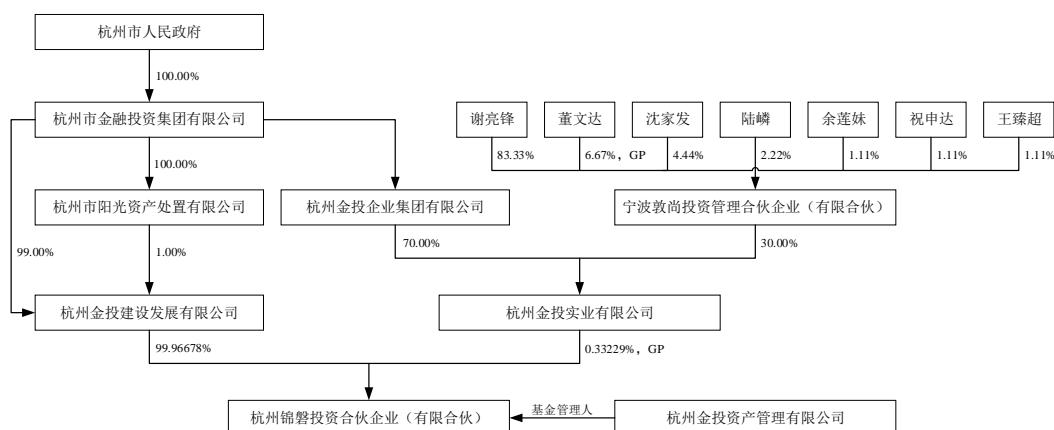 杭州市人民政府
100.00%
杭州市金融投资集团有限公司
谢亮锋
董文达
沈家发
陆嶙
余莲妹
祝申达
王臻超
100.00%
83.33%
6.67%，GP
4.44%
2.22%
1.11%
1.11%
1.11%
杭州市阳光资产处置有限公司
杭州金投企业集团有限公司
宁波敦尚投资管理合伙企业（有限合伙）
99.00%
1.00%
70.00%
30.00%
杭州金投建设发展有限公司
杭州金投实业有限公司
99.96678%
0.33229%，GP
杭州锦磐投资合伙企业（有限合伙）
基金管理人
杭州金投资产管理有限公司